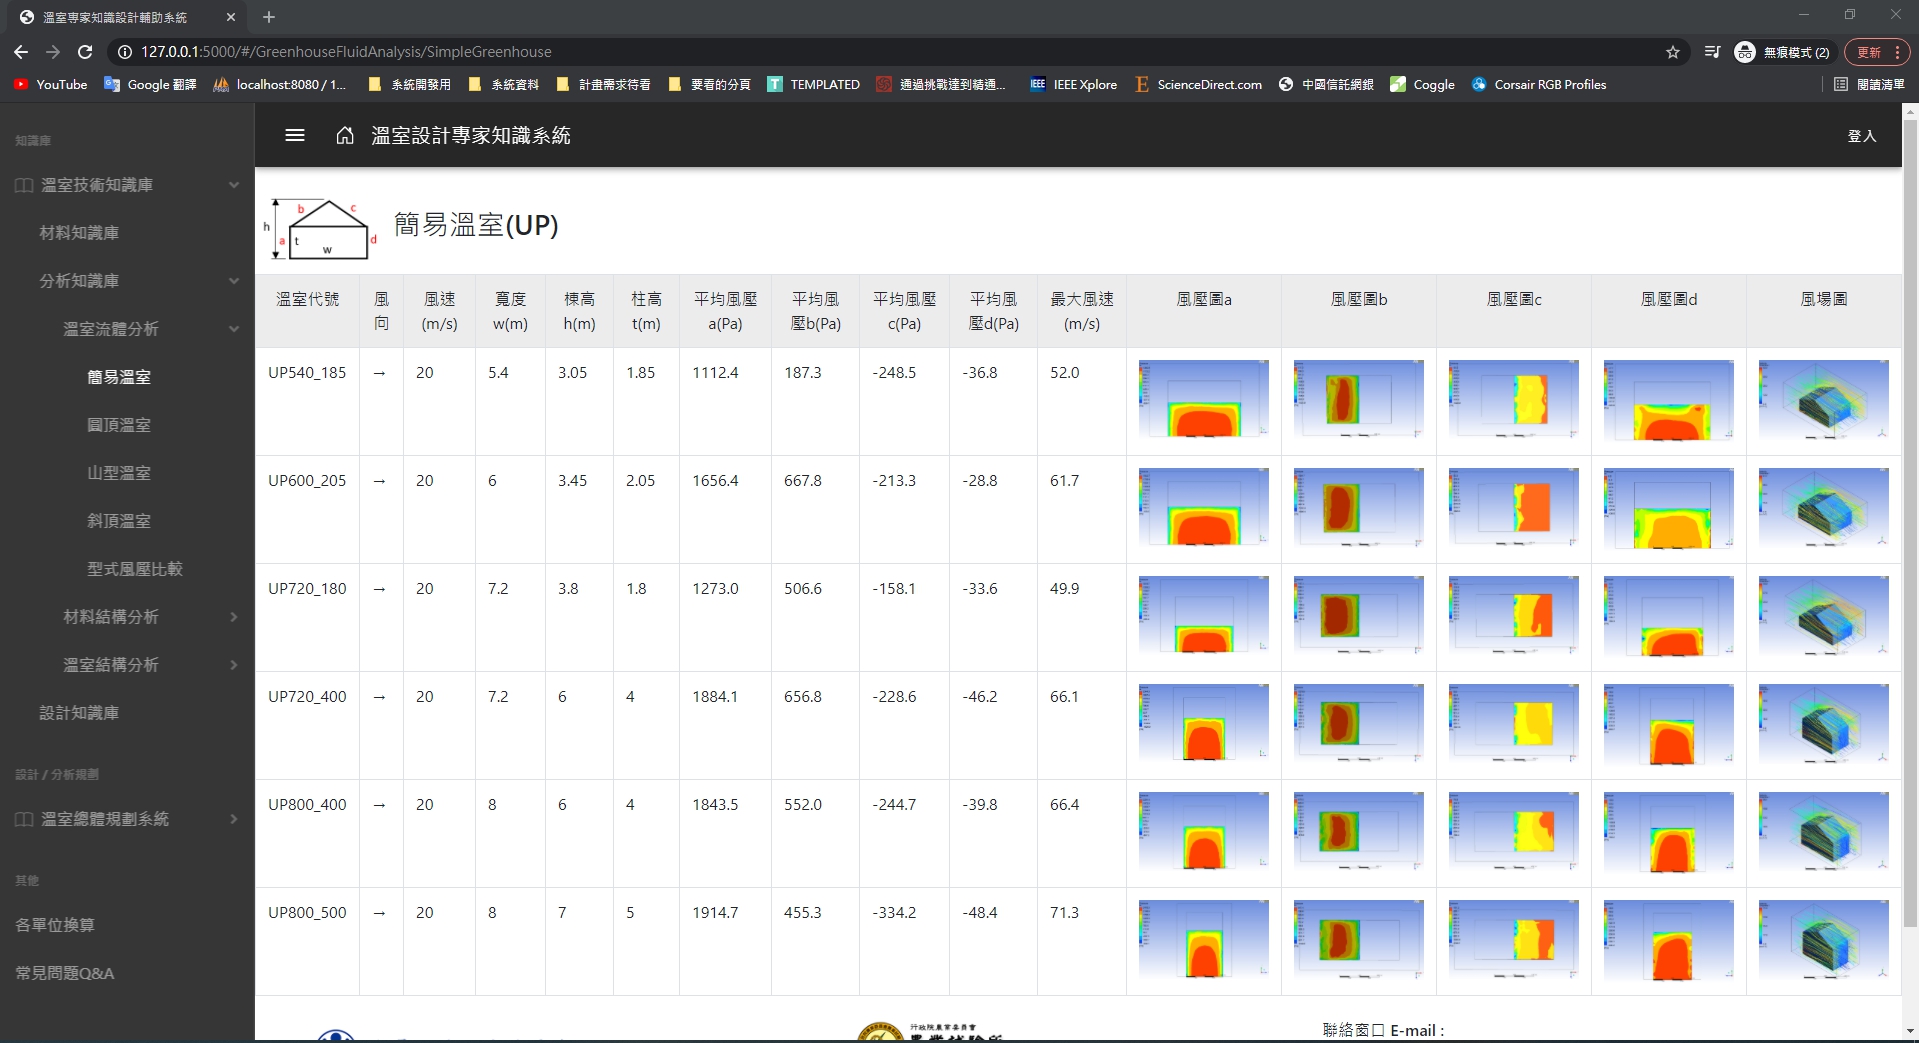 溫室專家知識設計輔助系統
127.0.0.1:5000/#/GreenhouseFluidAnalysis/SimpleGreenhouse
無痕模式 (2)
更新
YouTube
Google 翻譯
localhost:8080 / 1...
系統開發用
系統資料
計畫需求待看
要看的分頁
TEMPLATED
通過挑戰達到精通...
IEEE Xplore
ScienceDirect.com
中國信託網銀
Coggle
Corsair RGB Profiles
閱讀清單
溫室設計專家知識系統
登入
知識庫
溫室技術知識庫
材料知識庫
分析知識庫
溫室流體分析
簡易溫室
圓頂溫室
山型溫室
斜頂溫室
型式風壓比較
材料結構分析
溫室結構分析
設計知識庫
設計 / 分析規劃
溫室總體規劃系統
其他
各單位換算
常見問題Q&A
h a b c d t w
簡易溫室(UP)
溫室代號 風向 風速(m/s) 寬度w(m) 棟高h(m) 柱高t(m) 平均風壓a(Pa) 平均風壓b(Pa) 平均風壓c(Pa) 平均風壓d(Pa) 最大風速(m/s) 風壓圖a 風壓圖b 風壓圖c 風壓圖d 風場圖
UP540_185 → 20 5.4 3.05 1.85 1112.4 187.3 -248.5 -36.8 52.0
UP600_205 → 20 6 3.45 2.05 1656.4 667.8 -213.3 -28.8 61.7
UP720_180 → 20 7.2 3.8 1.8 1273.0 506.6 -158.1 -33.6 49.9
UP720_400 → 20 7.2 6 4 1884.1 656.8 -228.6 -46.2 66.1
UP800_400 → 20 8 6 4 1843.5 552.0 -244.7 -39.8 66.4
UP800_500 → 20 8 7 5 1914.7 455.3 -334.2 -48.4 71.3
行政院農業委員會
聯絡窗口 E-mail :